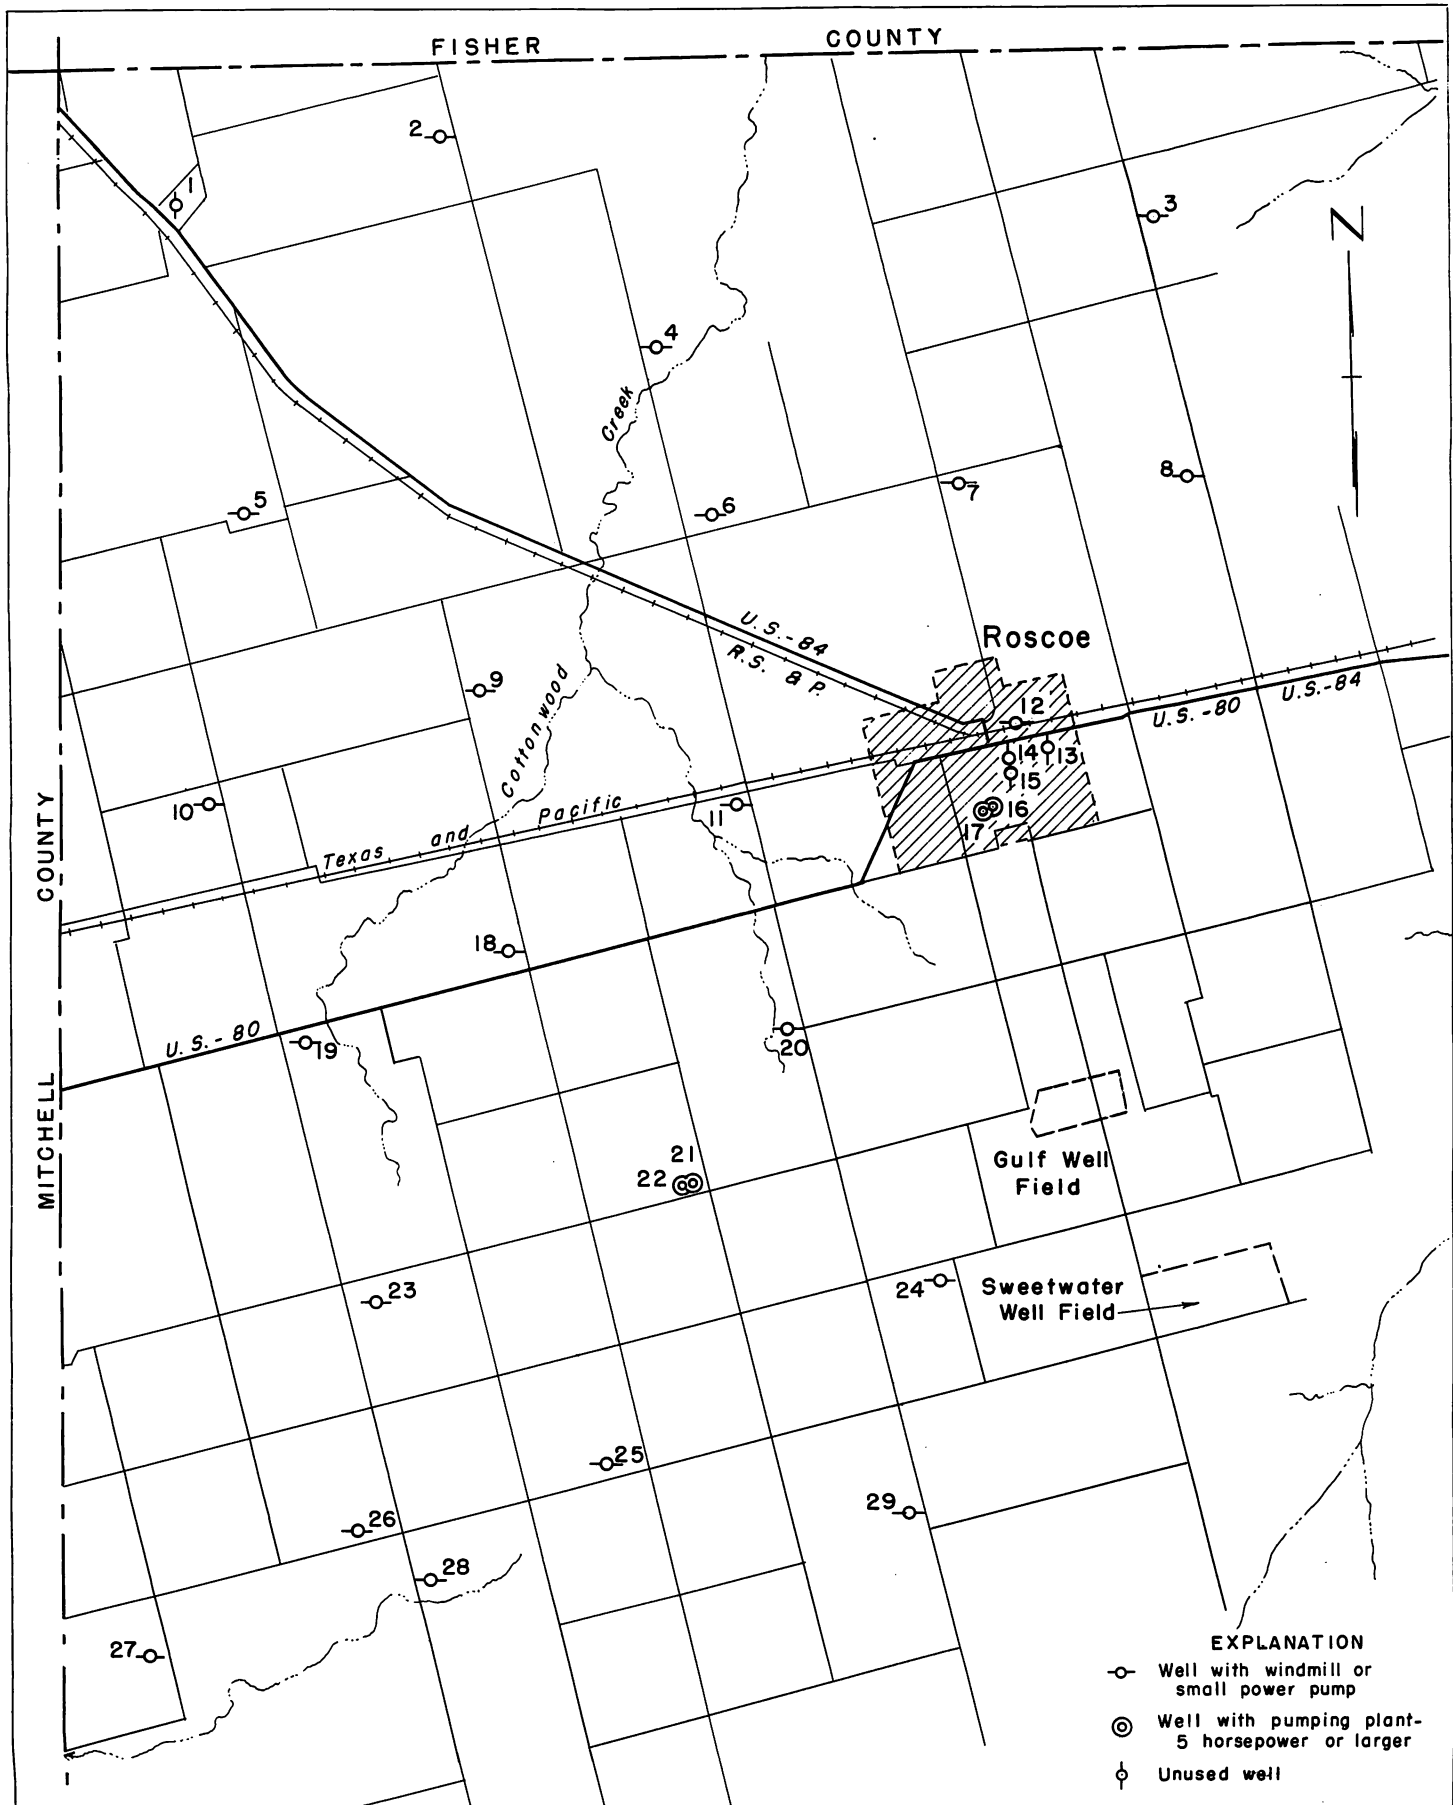 FISHER COUNTY
2
1
3
N
4
Creek
8
7
5
6
U.S.-84
R.S. & P.
Roscoe
9
Cottonwood
12
U.S.-80
U.S.-84
14
13
15
10
11
16
17
Texas and Pacific
MITCHELL COUNTY
18
U.S.-80
19
20
21
22
Gulf Well
Field
23
24
Sweetwater
Well Field
25
26
29
28
27
EXPLANATION
Well with windmill or
small power pump
Well with pumping plant-
5 horsepower or larger
Unused well